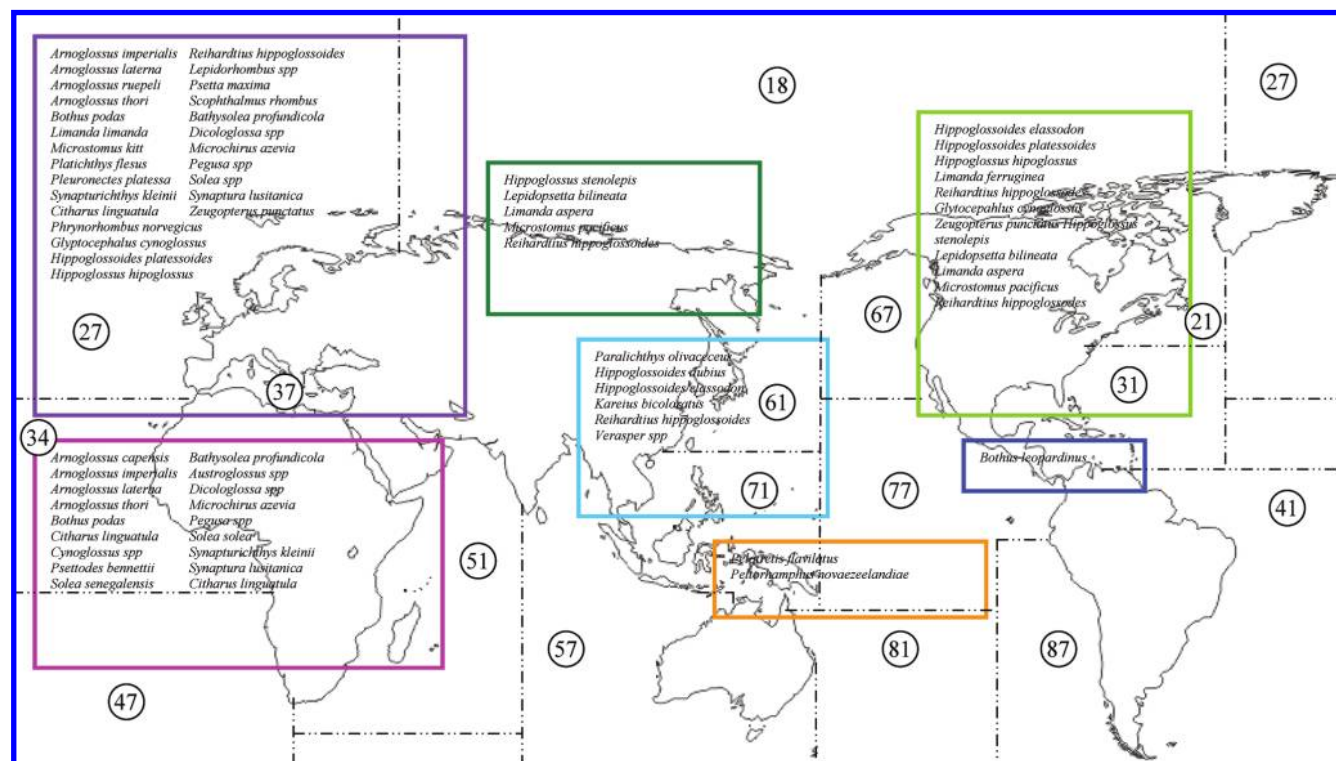 Arnoglossus imperialis
Arnoglossus laterna
Arnoglossus ruepeli
Arnoglossus thori
Bothus podas
Limanda limanda
Microstomus kitt
Platichthys flesus
Pleuronectes platessa
Synapturichthys kleinii
Citharus linguatula
Phrynorhombus norvegicus
Glyptocephalus cynoglossus
Hippoglossoides platessoides
Hippoglossus hipoglossus
Reihardtius hippoglossoides
Lepidorhombus spp
Psetta maxima
Scophthalmus rhombus
Bathysolea profundicola
Dicologlossa spp
Microchirus azevia
Pegusa spp
Solea spp
Synaptura lusitanica
Zeugopterus punctatus
27
37
18
27
Hippoglossus stenolepis
Lepidopsetta bilineata
Limanda aspera
Microstomus pacificus
Reihardtius hippoglossoides
Hippoglossoides elassodon
Hippoglossoides platessoides
Hippoglossus hipoglossus
Limanda ferruginea
Reihardtius hippoglossodes
Glytocepahlus cynoglossus
Zeugopterus punctatus Hippoglossus
stenolepis
Lepidopsetta bilineata
Limanda aspera
Microstomus pacificus
Reihardtius hippoglossodes
67
21
31
Paralichthys olivaceceus
Hippoglossoides dubius
Hippoglossoides elassodon
Kareius bicoloratus
Reihardtius hippoglossoides
Verasper spp
61
71
34
Arnoglossus capensis
Arnoglossus imperialis
Arnoglossus laterna
Arnoglossus thori
Bothus podas
Citharus linguatula
Cynoglossus spp
Psettodes bennettii
Solea senegalensis
Bathysolea profundicola
Austroglossus spp
Dicologlossa spp
Microchirus azevia
Pegusa spp
Solea solea
Synapturichthys kleinii
Synaptura lusitanica
Citharus linguatula
Bothus leopardinus
77
41
51
flavilatus
Peltorhamphus novaezeelandiae
57
81
87
47